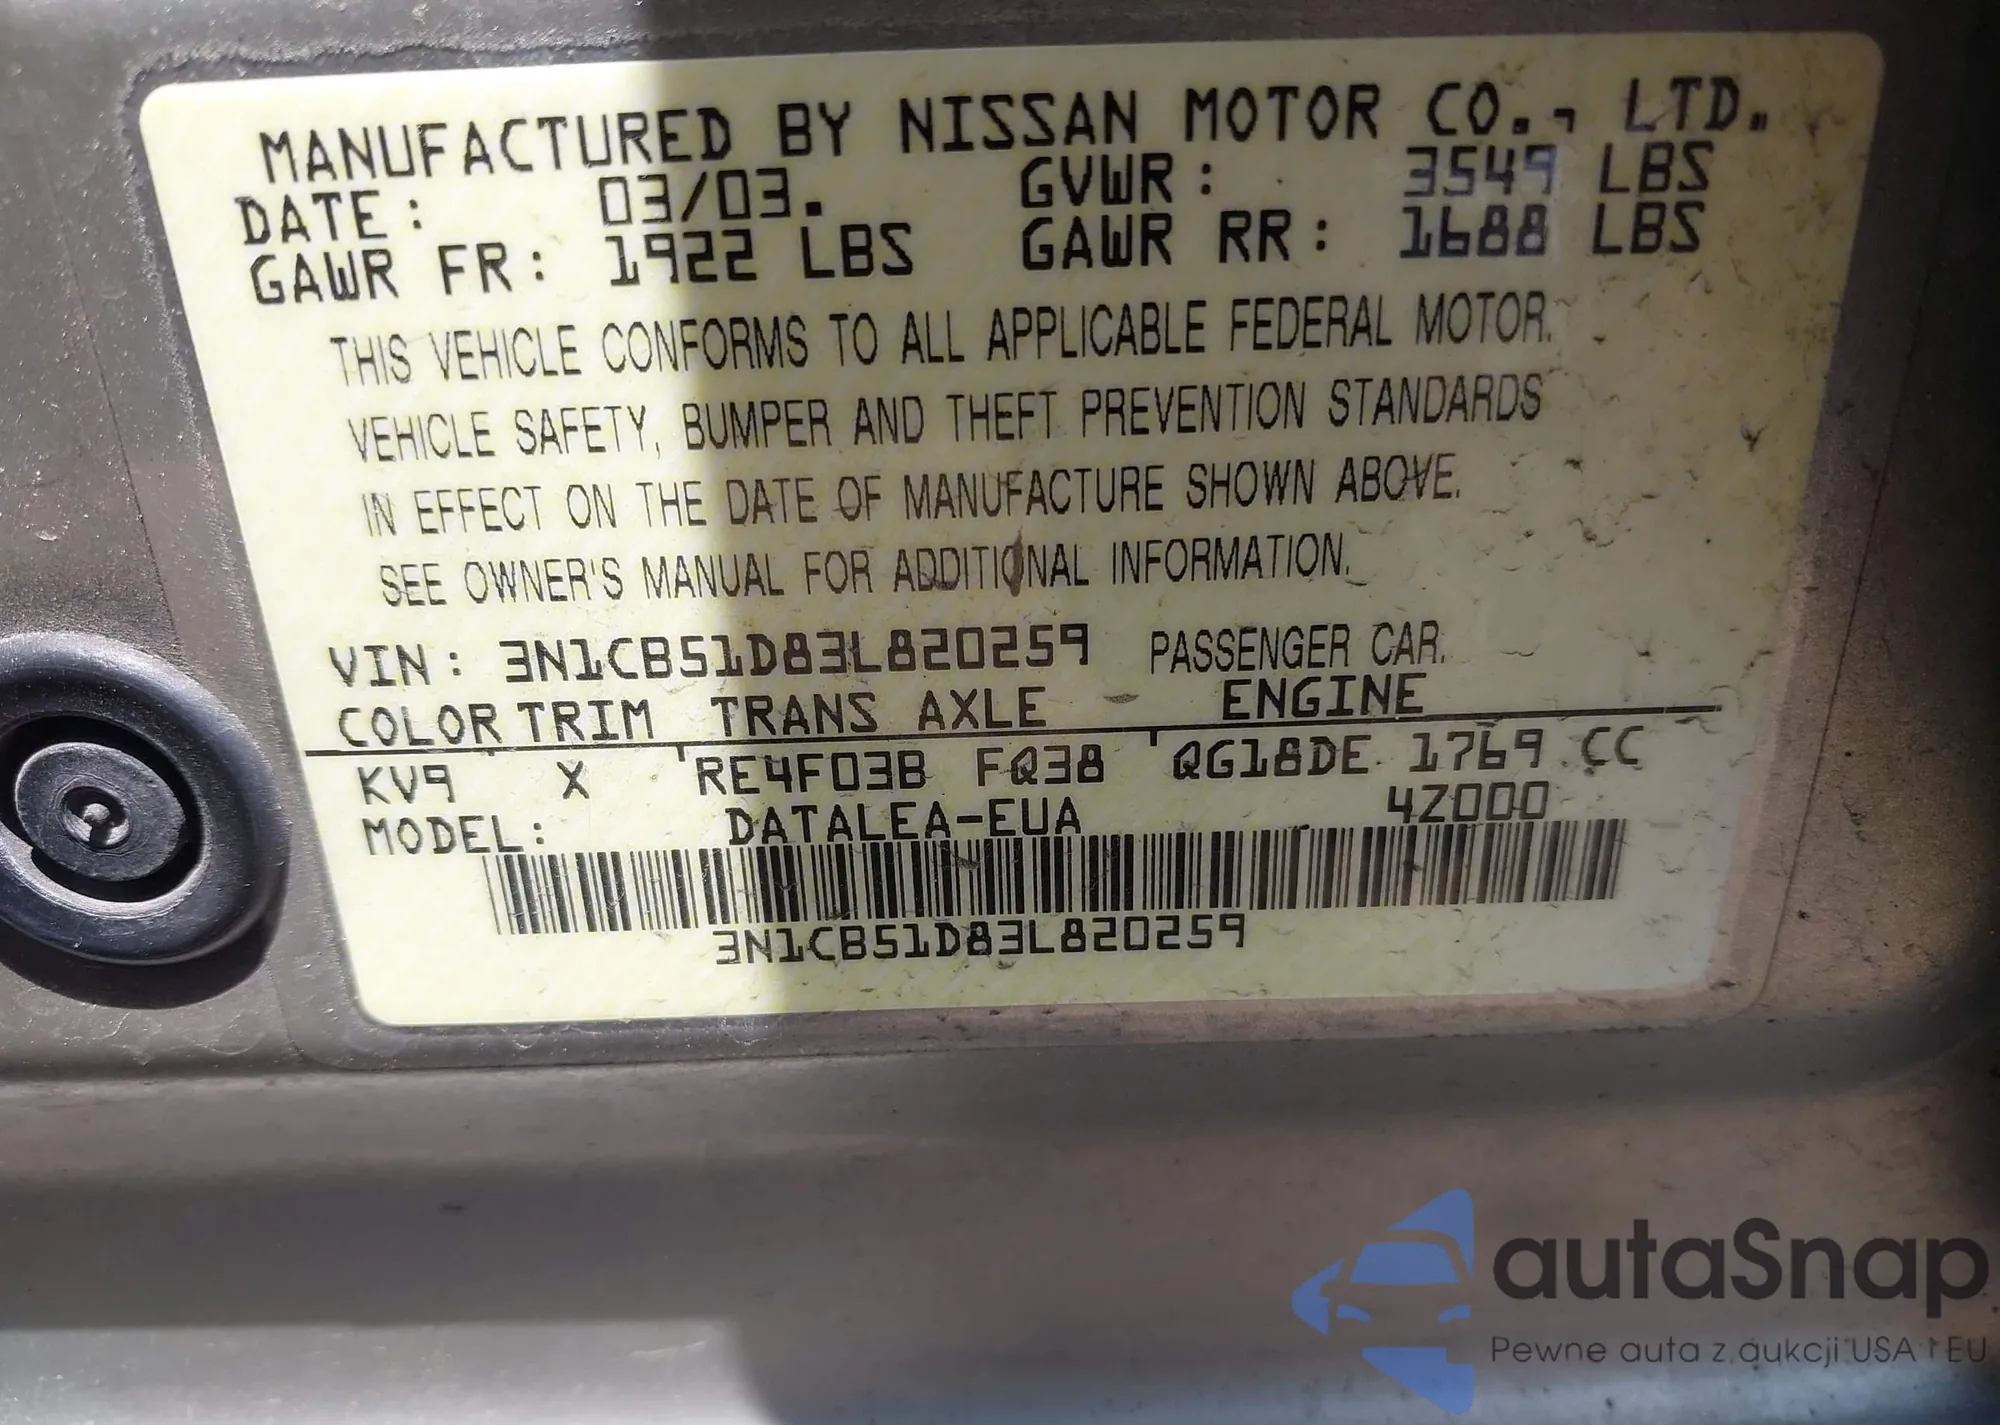 MANUFACTURED BY NISSAN MOTOR CO., LTD.
DATE: 03/03. GVWR: 3549 LBS
GAWR FR: 1922 LBS GAWR RR: 1688 LBS
THIS VEHICLE CONFORMS TO ALL APPLICABLE FEDERAL MOTOR
VEHICLE SAFETY, BUMPER AND THEFT PREVENTION STANDARDS
IN EFFECT ON THE DATE OF MANUFACTURE SHOWN ABOVE.
SEE OWNER'S MANUAL FOR ADDITIONAL INFORMATION.
VIN: 3N1CB51D83L820259 PASSENGER CAR.
COLOR TRIM TRANS AXLE ENGINE
KV9 X RE4F03B FQ38 QG18DE 1769 CC
MODEL: DATALEA-EUA 4Z000
3N1CB51D83L820259
autaSnap
Pewne auta z aukcji USA i EU